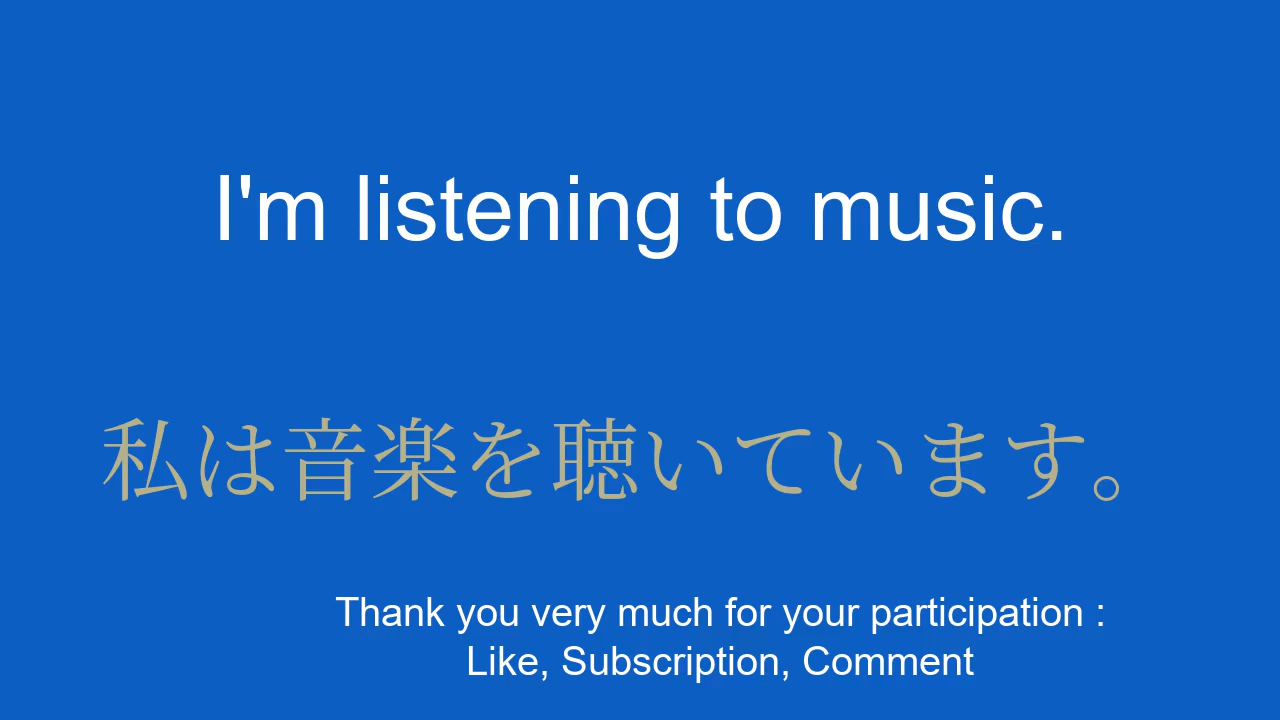 I'm listening to music.
私は音楽を聴いています。
Thank you very much for your participation :
Like, Subscription, Comment